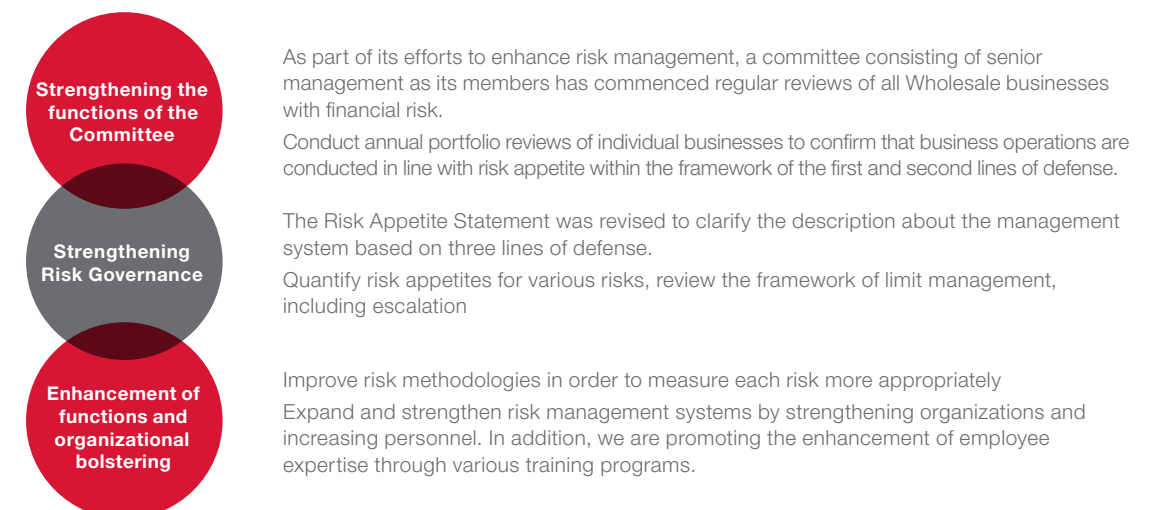 Strengthening the
functions of the
Committee
As part of its efforts to enhance risk management, a committee consisting of senior
management as its members has commenced regular reviews of all Wholesale businesses
with financial risk.
Conduct annual portfolio reviews of individual businesses to confirm that business operations are
conducted in line with risk appetite within the framework of the first and second lines of defense.
Strengthening
Risk Governance
The Risk Appetite Statement was revised to clarify the description about the management
system based on three lines of defense.
Quantify risk appetites for various risks, review the framework of limit management,
including escalation
Enhancement of
functions and
organizational
bolstering
Improve risk methodologies in order to measure each risk more appropriately
Expand and strengthen risk management systems by strengthening organizations and
increasing personnel. In addition, we are promoting the enhancement of employee
expertise through various training programs.